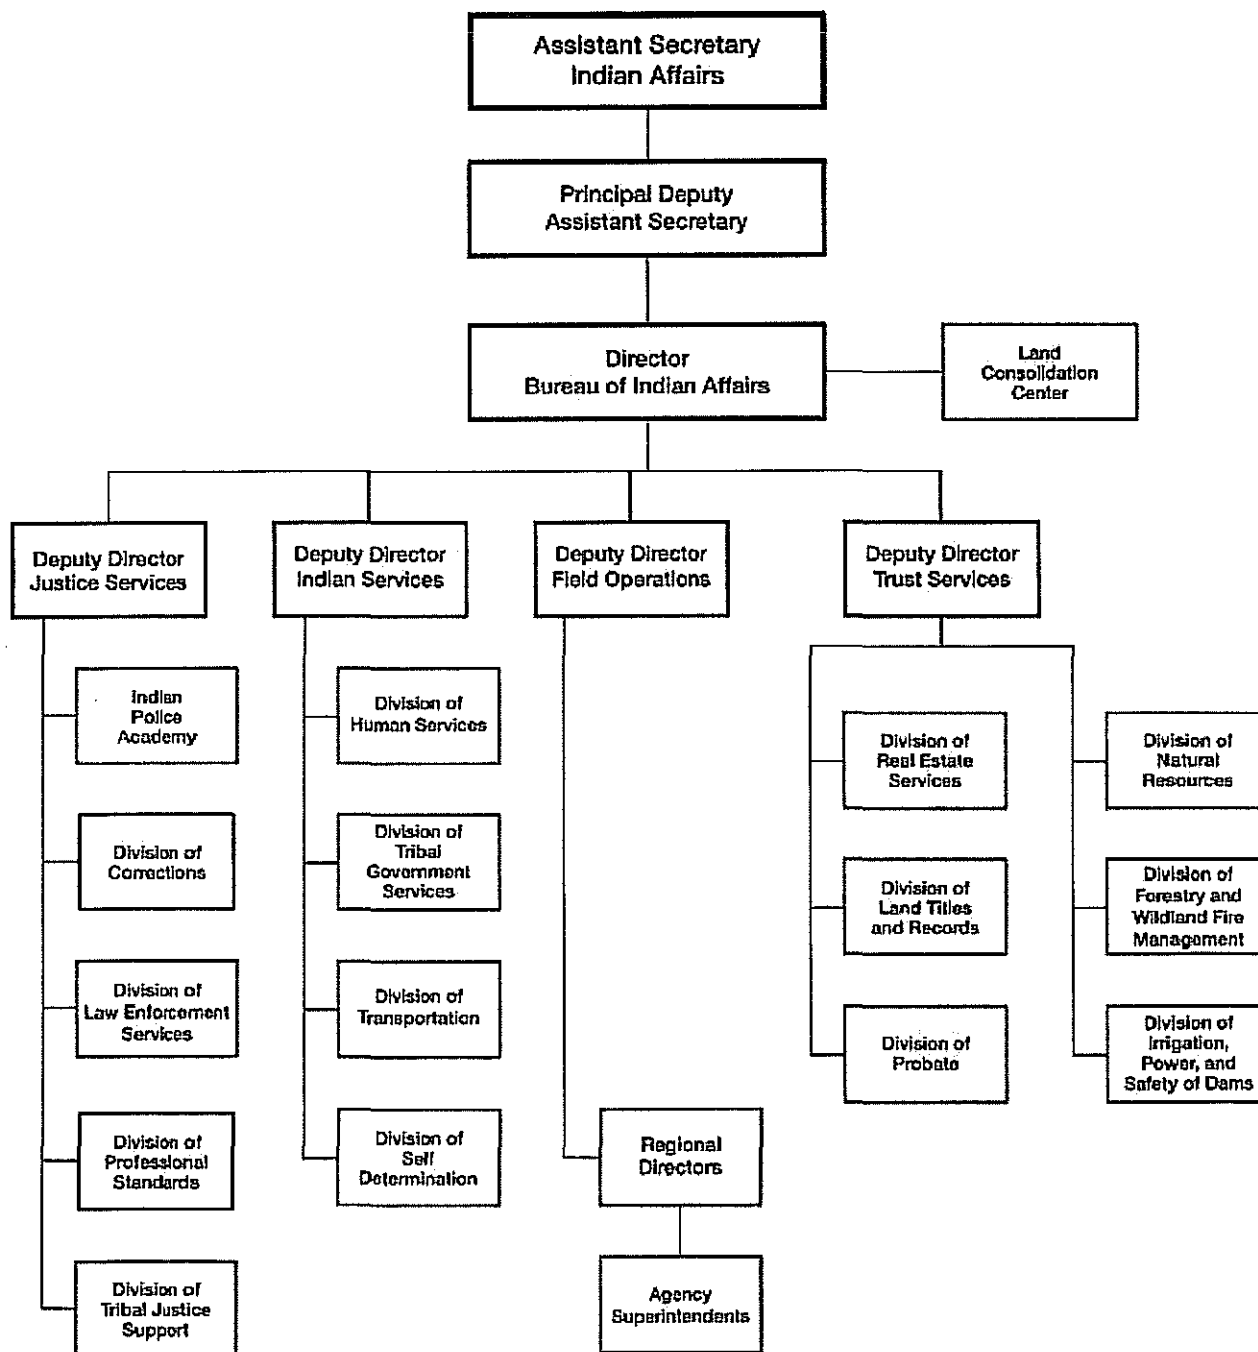 Assistant Secretary
Indian Affairs
Principal Deputy
Assistant Secretary
Director
Bureau of Indian Affairs
Land
Consolidation
Center
Deputy Director
Justice Services
Deputy Director
Indian Services
Deputy Director
Field Operations
Deputy Director
Trust Services
Indian
Police
Academy
Division of
Corrections
Division of
Law Enforcement
Services
Division of
Professional
Standards
Division of
Tribal Justice
Support
Division of
Human Services
Division of
Tribal
Government
Services
Division of
Transportation
Division of
Self
Determination
Regional
Directors
Agency
Superintendents
Division of
Real Estate
Services
Division of
Land Titles
and Records
Division of
Probate
Division of
Natural
Resources
Division of
Forestry and
Wildland Fire
Management
Division of
Irrigation,
Power, and
Safety of Dams